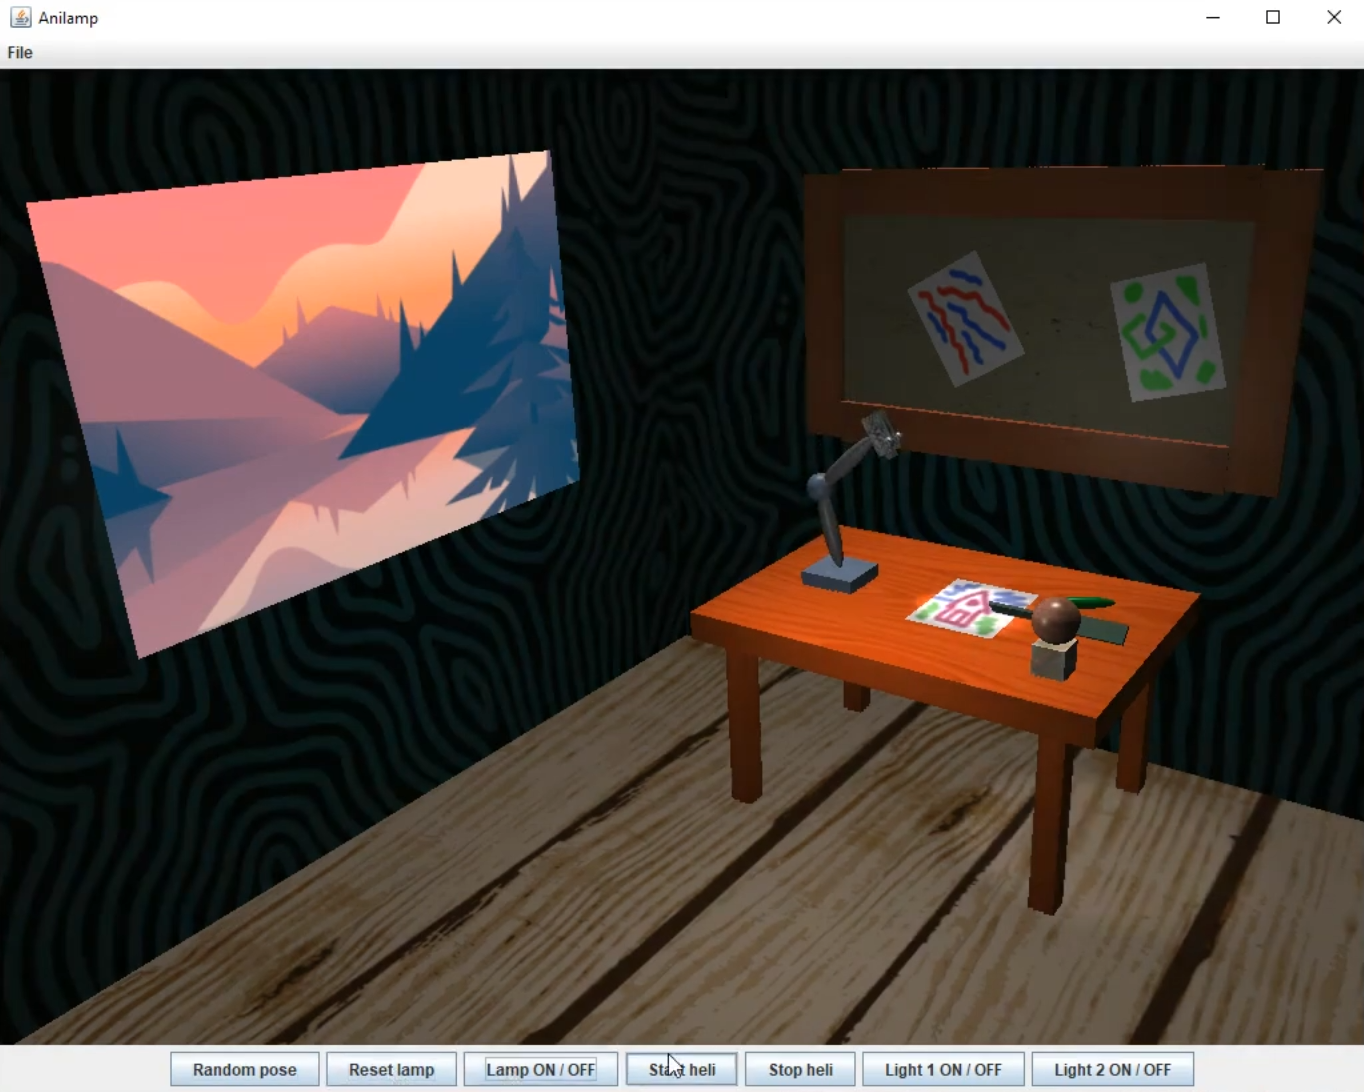 Anilamp
File
Random pose
Reset lamp
Lamp ON / OFF
Start heli
Stop heli
Light 1 ON / OFF
Light 2 ON / OFF